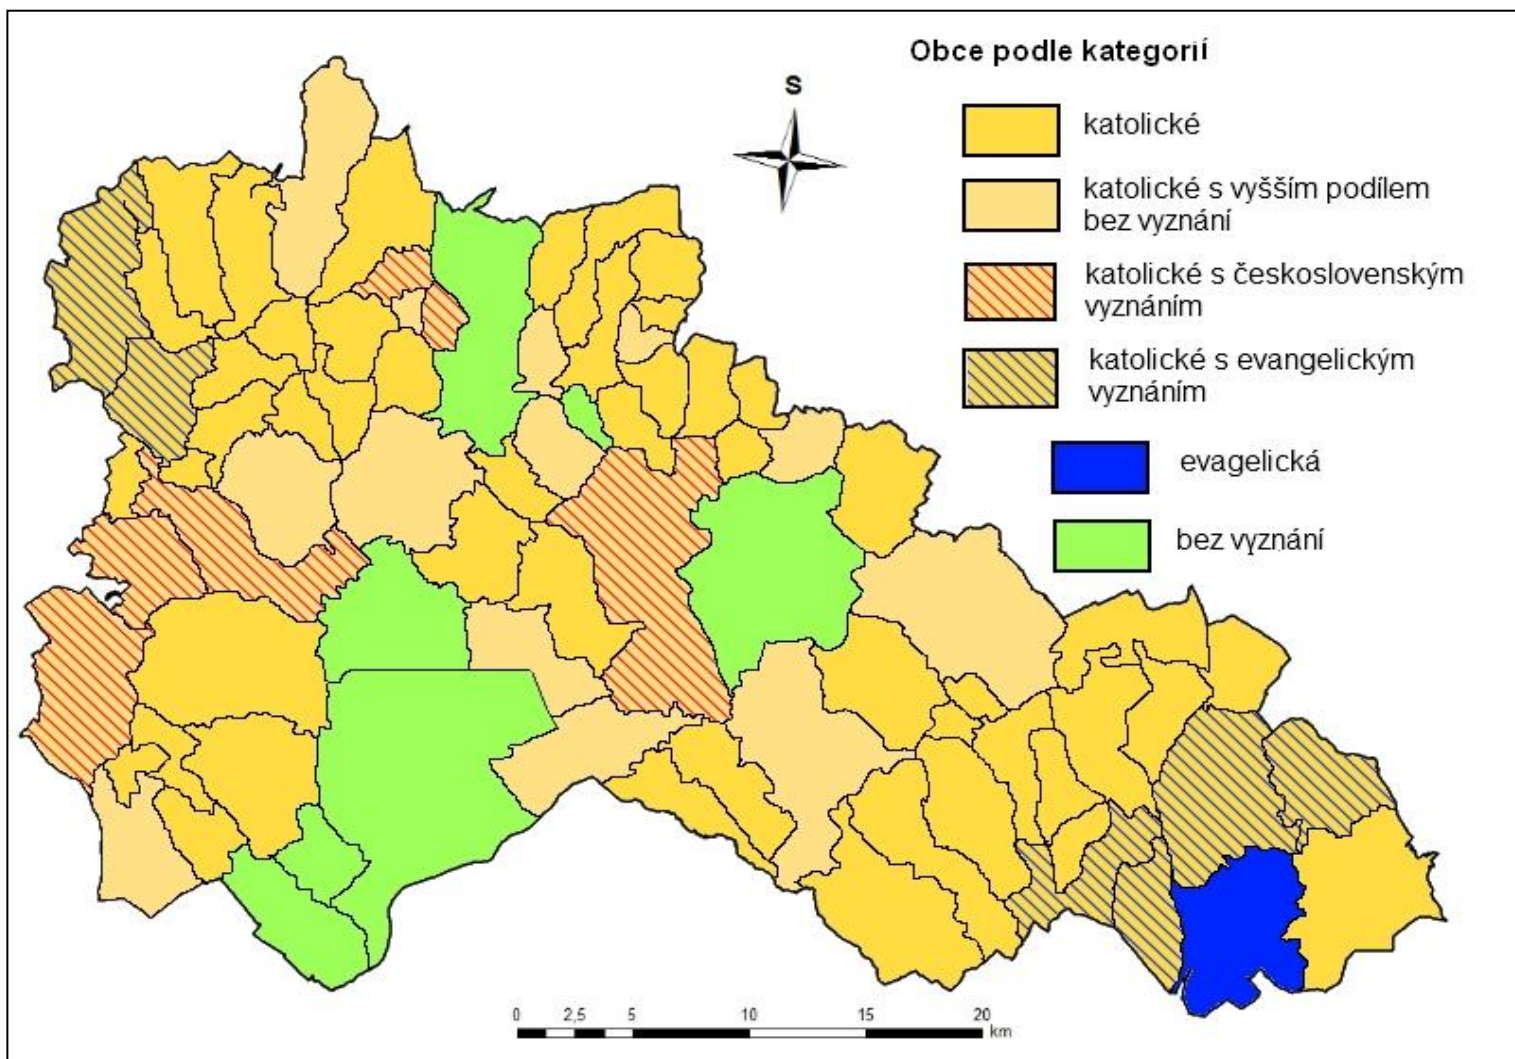 Obce podle kategorií
S
katolické
katolické s vyšším podílem
bez vyznání
katolické s československým
vyznáním
katolické s evangelickým
vyznáním
evagelická
bez vyznání
0 2,5 5 10 15 20
km